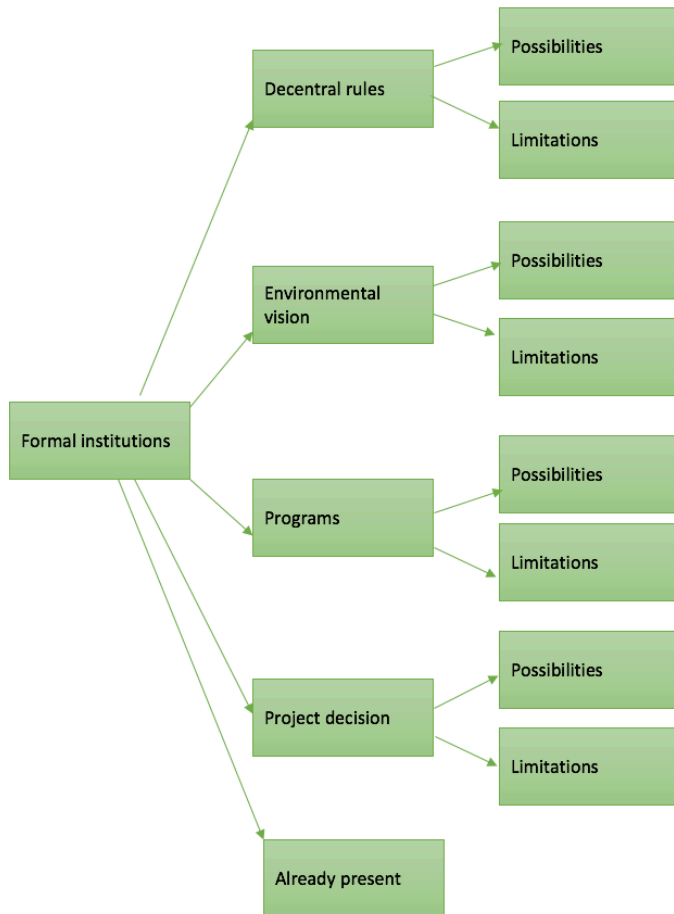 Possibilities
Decentral rules
Limitations
Possibilities
Environmental
vision
Limitations
Formal institutions
Possibilities
Programs
Limitations
Possibilities
Project decision
Limitations
Already present